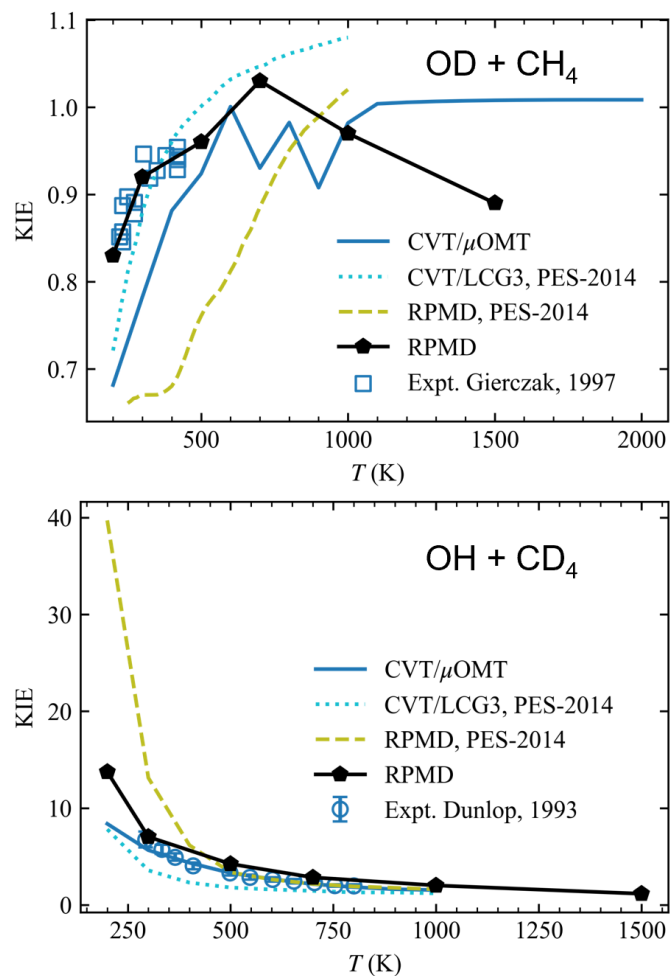 1.1
OD + CH₄
1.0
0.9
KIE
0.8
0.7
CVT/μOMT
CVT/LCG3, PES-2014
RPMD, PES-2014
RPMD
Expt. Gierczak, 1997
500
1000
1500
2000
T (K)
40
OH + CD₄
30
KIE
20
10
0
CVT/μOMT
CVT/LCG3, PES-2014
RPMD, PES-2014
RPMD
Expt. Dunlop, 1993
250
500
750
1000
1250
1500
T (K)